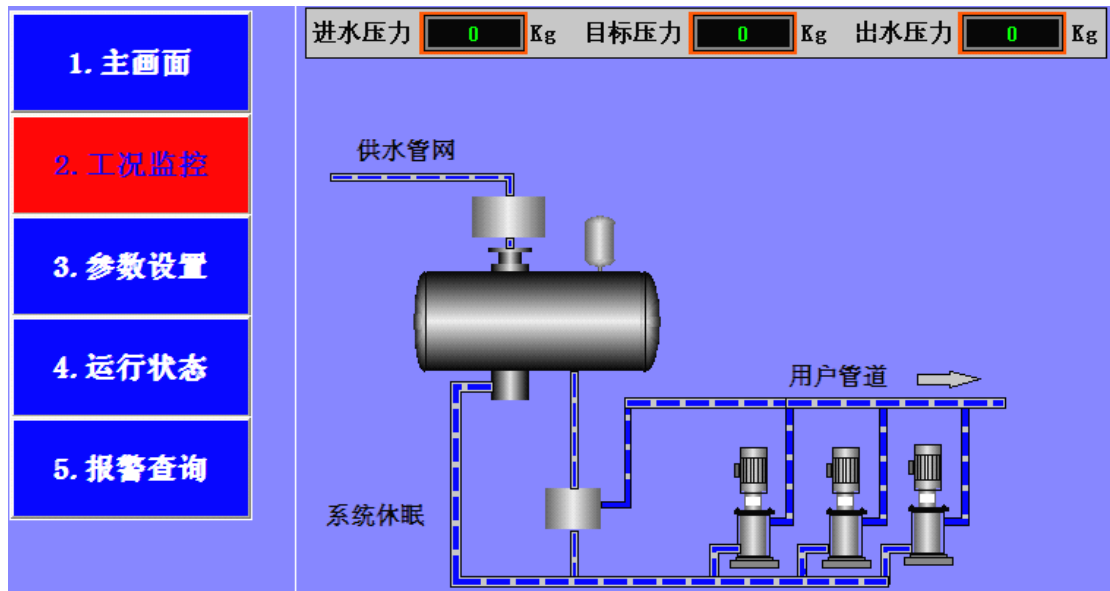 进水压力 0 Kg 目标压力 0 Kg 出水压力 0 Kg
1.主画面
2.工况监控
3.参数设置
4.运行状态
5.报警查询
供水管网
用户管道
系统休眠